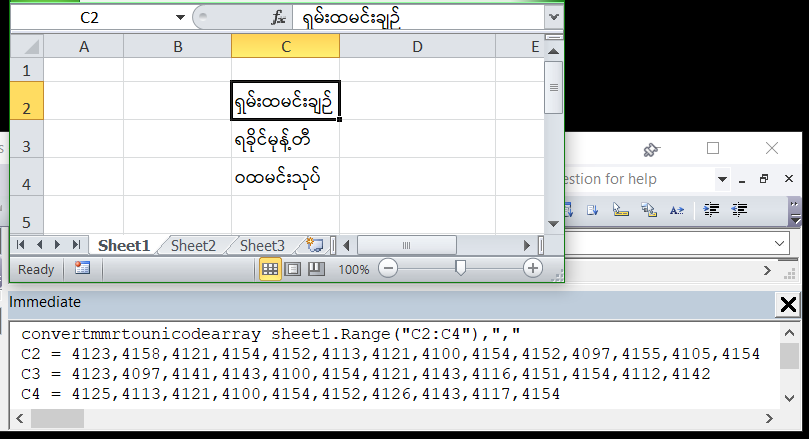 C2 fx ရှမ်းထမင်းချဉ်
A B C D E
1
2 ရှမ်းထမင်းချဉ်
3 ရခိုင်မုန့်တီ
4 ဝထမင်းသုပ်
5
Sheet1 Sheet2 Sheet3
Ready 100%
for help
Immediate
convertmmrtounicodearray sheet1.Range("C2:C4"),","
C2 = 4123,4158,4121,4154,4152,4113,4121,4100,4154,4152,4097,4155,4105,4154
C3 = 4123,4097,4141,4143,4100,4154,4121,4143,4116,4151,4154,4112,4142
C4 = 4125,4113,4121,4100,4154,4152,4126,4143,4117,4154